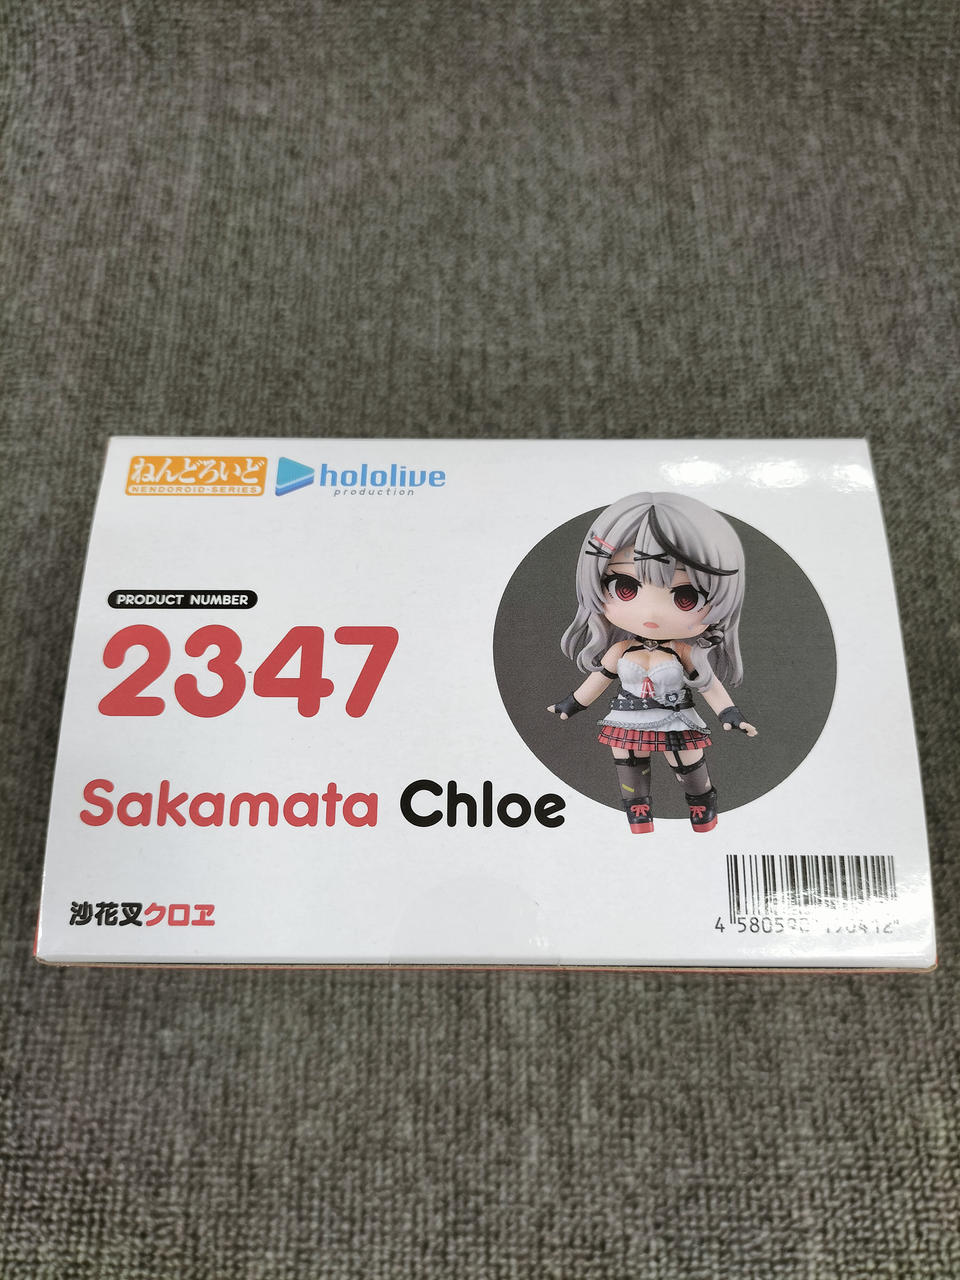 ねんどろいど
NENDOROID-SERIES
hololive
production
PRODUCT NUMBER
2347
Sakamata Chloe
沙花叉クロヱ